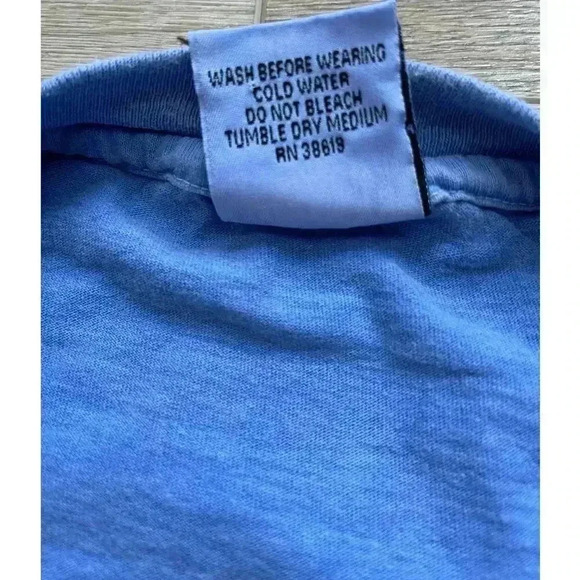 WASH BEFORE WEARING
COLD WATER
DO NOT BLEACH
TUMBLE DRY MEDIUM
RN 38619